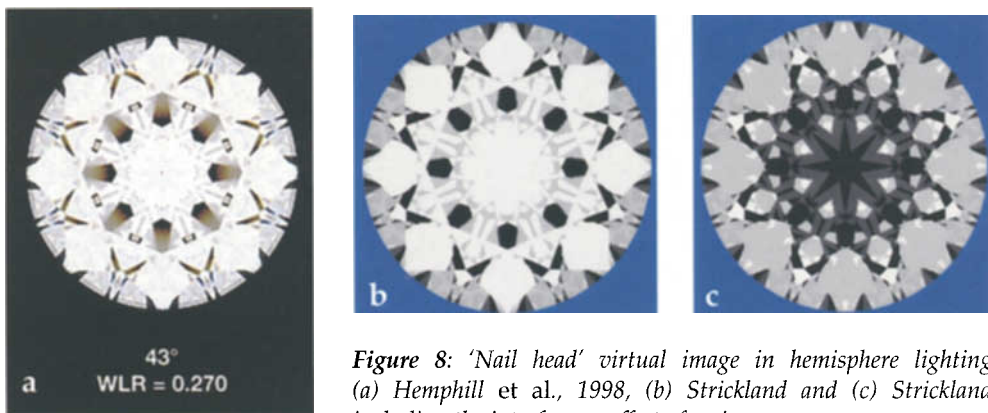 43°
WLR = 0.270
a
b
c
Figure 8: ‘Nail head’ virtual image in hemisphere lighting
(a) Hemphill et al., 1998, (b) Strickland and (c) Strickland